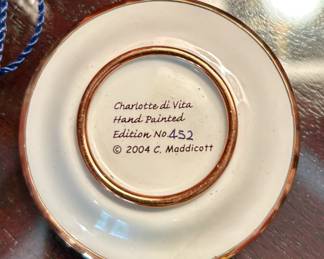 Charlotte di Vita
Hand Painted
Edition No. 452
© 2004 C. Maddicott